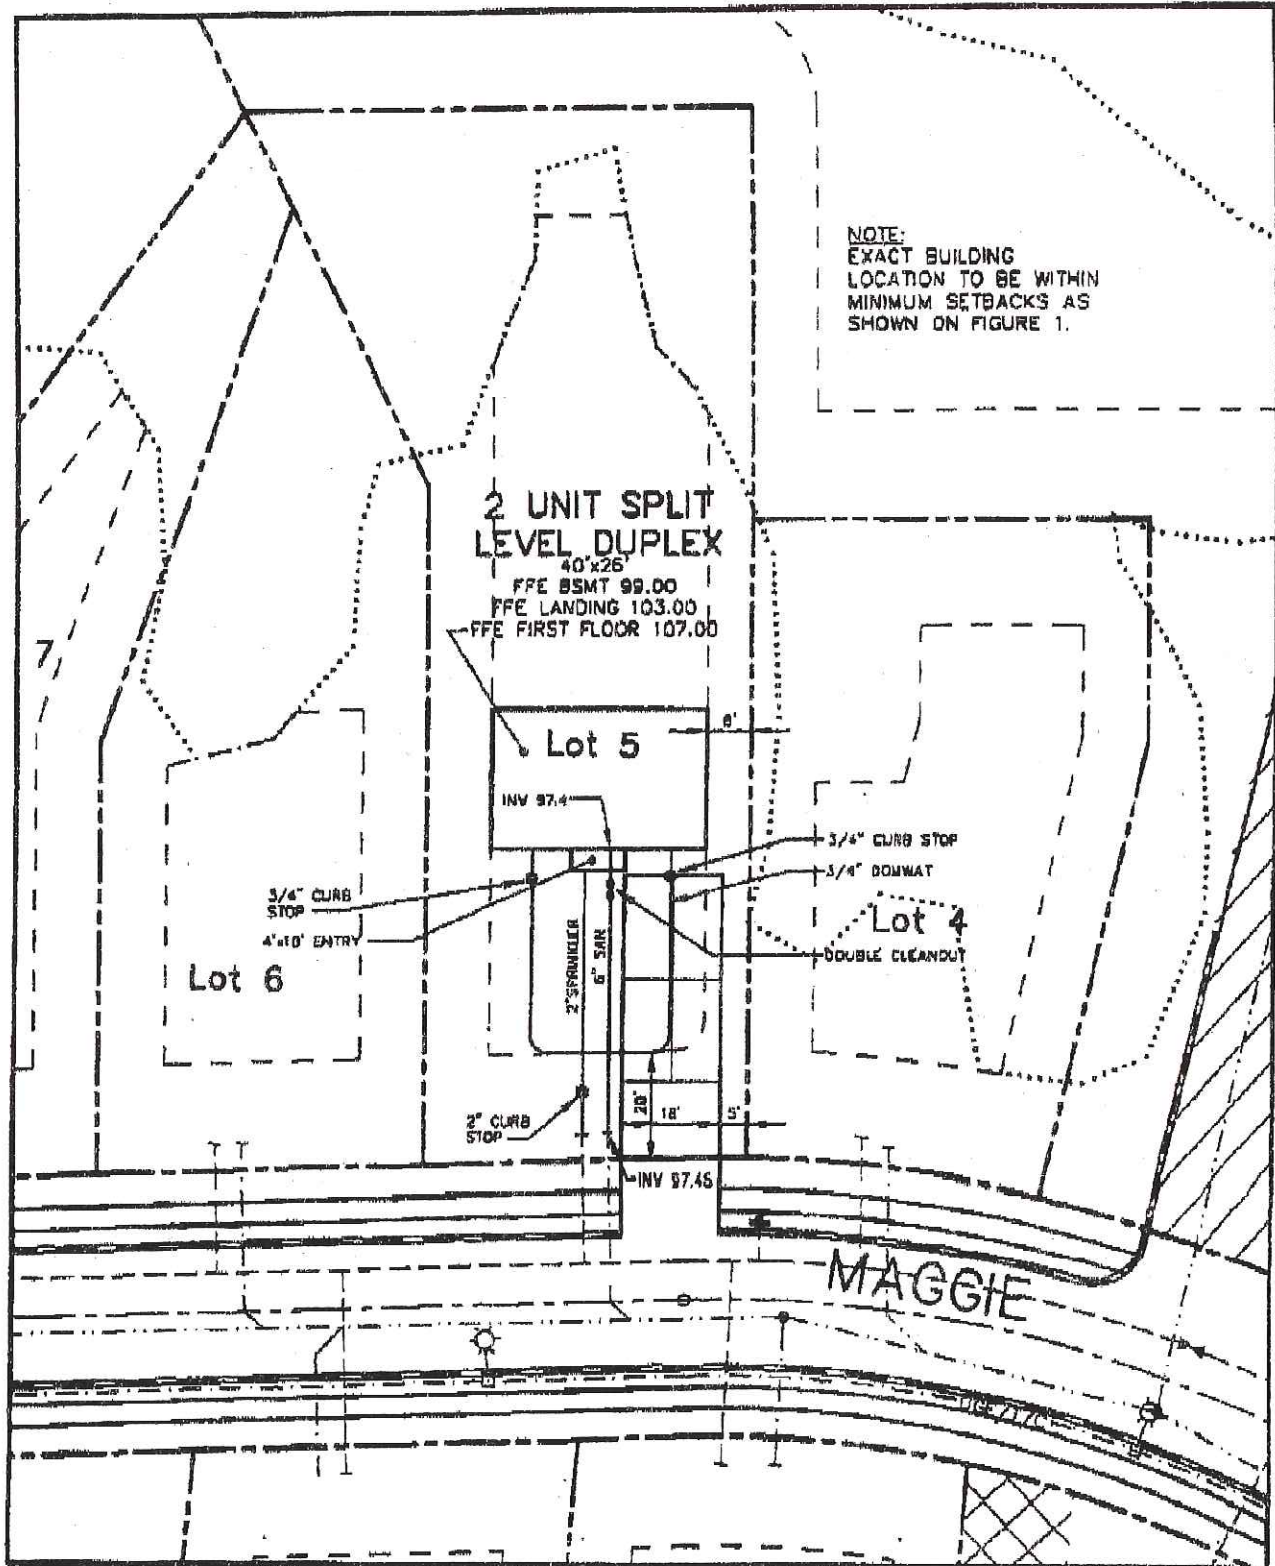 NOTE:
EXACT BUILDING
LOCATION TO BE WITHIN
MINIMUM SETBACKS AS
SHOWN ON FIGURE 1.
2 UNIT SPLIT
LEVEL DUPLEX
40'x26'
FFE BSMT 99.00
FFE LANDING 103.00
FFE FIRST FLOOR 107.00
7
Lot 5
INV 97.4
3/4" CURB STOP
3/4" DOMWAT
3/4" CURB
STOP
4'x10' ENTRY
Lot 4
DOUBLE CLEANOUT
Lot 6
2" SPRINKLER
6" SAN
2" CURB
STOP
20'
18'
5'
INV 97.45
MAGGIE